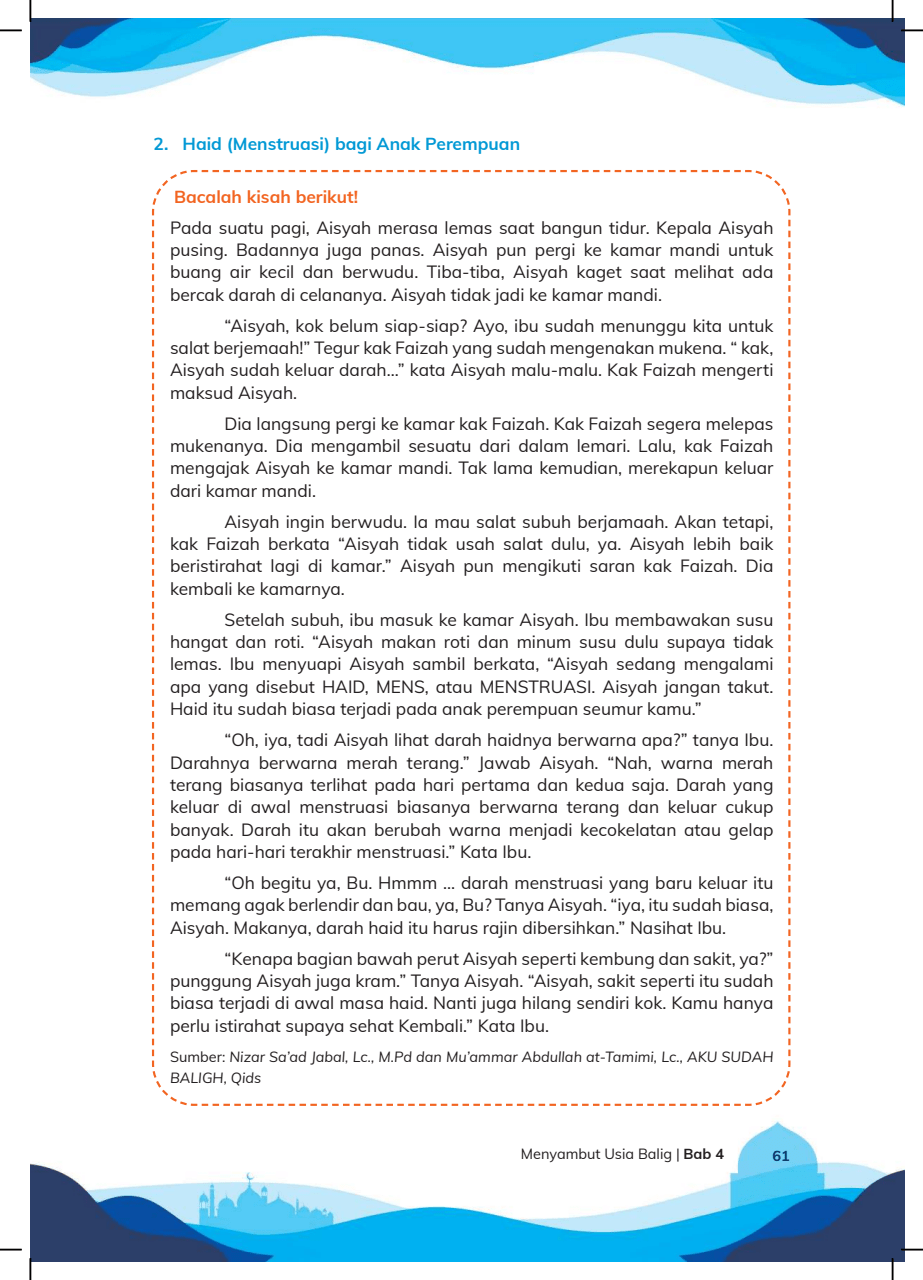 2. Haid (Menstruasi) bagi Anak Perempuan
Bacalah kisah berikut!
Pada suatu pagi, Aisyah merasa lemas saat bangun tidur. Kepala Aisyah
pusing. Badannya juga panas. Aisyah pun pergi ke kamar mandi untuk
buang air kecil dan berwudu. Tiba-tiba, Aisyah kaget saat melihat ada
bercak darah di celananya. Aisyah tidak jadi ke kamar mandi.
“Aisyah, kok belum siap-siap? Ayo, ibu sudah menunggu kita untuk
salat berjemaah!” Tegur kak Faizah yang sudah mengenakan mukena. “ kak,
Aisyah sudah keluar darah...” kata Aisyah malu-malu. Kak Faizah mengerti
maksud Aisyah.
Dia langsung pergi ke kamar kak Faizah. Kak Faizah segera melepas
mukenanya. Dia mengambil sesuatu dari dalam lemari. Lalu, kak Faizah
mengajak Aisyah ke kamar mandi. Tak lama kemudian, merekapun keluar
dari kamar mandi.
Aisyah ingin berwudu. Ia mau salat subuh berjamaah. Akan tetapi,
kak Faizah berkata “Aisyah tidak usah salat dulu, ya. Aisyah lebih baik
beristirahat lagi di kamar.” Aisyah pun mengikuti saran kak Faizah. Dia
kembali ke kamarnya.
Setelah subuh, ibu masuk ke kamar Aisyah. Ibu membawakan susu
hangat dan roti. “Aisyah makan roti dan minum susu dulu supaya tidak
lemas. Ibu menyuapi Aisyah sambil berkata, “Aisyah sedang mengalami
apa yang disebut HAID, MENS, atau MENSTRUASI. Aisyah jangan takut.
Haid itu sudah biasa terjadi pada anak perempuan seumur kamu.”
“Oh, iya, tadi Aisyah lihat darah haidnya berwarna apa?” tanya Ibu.
Darahnya berwarna merah terang.” Jawab Aisyah. “Nah, warna merah
terang biasanya terlihat pada hari pertama dan kedua saja. Darah yang
keluar di awal menstruasi biasanya berwarna terang dan keluar cukup
banyak. Darah itu akan berubah warna menjadi kecokelatan atau gelap
pada hari-hari terakhir menstruasi.” Kata Ibu.
“Oh begitu ya, Bu. Hmmm ... darah menstruasi yang baru keluar itu
memang agak berlendir dan bau, ya, Bu? Tanya Aisyah. “iya, itu sudah biasa,
Aisyah. Makanya, darah haid itu harus rajin dibersihkan.” Nasihat Ibu.
“Kenapa bagian bawah perut Aisyah seperti kembung dan sakit, ya?”
punggung Aisyah juga kram.” Tanya Aisyah. “Aisyah, sakit seperti itu sudah
biasa terjadi di awal masa haid. Nanti juga hilang sendiri kok. Kamu hanya
perlu istirahat supaya sehat Kembali.” Kata Ibu.
Sumber: Nizar Sa’ad Jabal, Lc., M.Pd dan Mu’ammar Abdullah at-Tamimi, Lc., AKU SUDAH
BALIGH, Qids
Menyambut Usia Balig | Bab 4 61